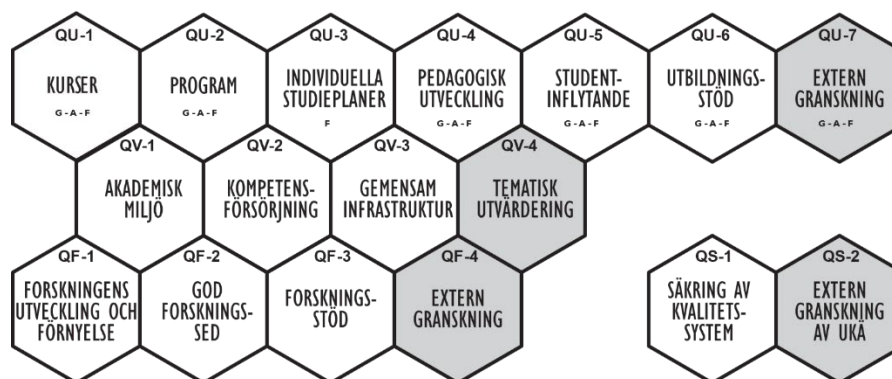 QU-1
KURSER
G-A-F
QU-2
PROGRAM
G-A-F
QU-3
INDIVIDUELLA
STUDIEPLANER
F
QU-4
PEDAGOGISK
UTVECKLING
G-A-F
QU-5
STUDENT-
INFLYTANDE
G-A-F
QU-6
UTBILDNINGS-
STÖD
G-A-F
QU-7
EXTERN
GRANSKNING
G-A-F
QV-1
AKADEMISK
MILJÖ
QV-2
KOMPETENS-
FÖRSÖRJNING
QV-3
GEMENSAM
INFRASTRUKTUR
QV-4
TEMATISK
UTVÄRDERING
QF-1
FORSKNINGENS
UTVECKLING OCH
FÖRNYELSE
QF-2
GOD
FORSKNINGS-
SED
QF-3
FORSKNINGS-
STÖD
QF-4
EXTERN
GRANSKNING
QS-1
SÄKRING AV
KVALITETS-
SYSTEM
QS-2
EXTERN
GRANSKNING
AV UKÄ